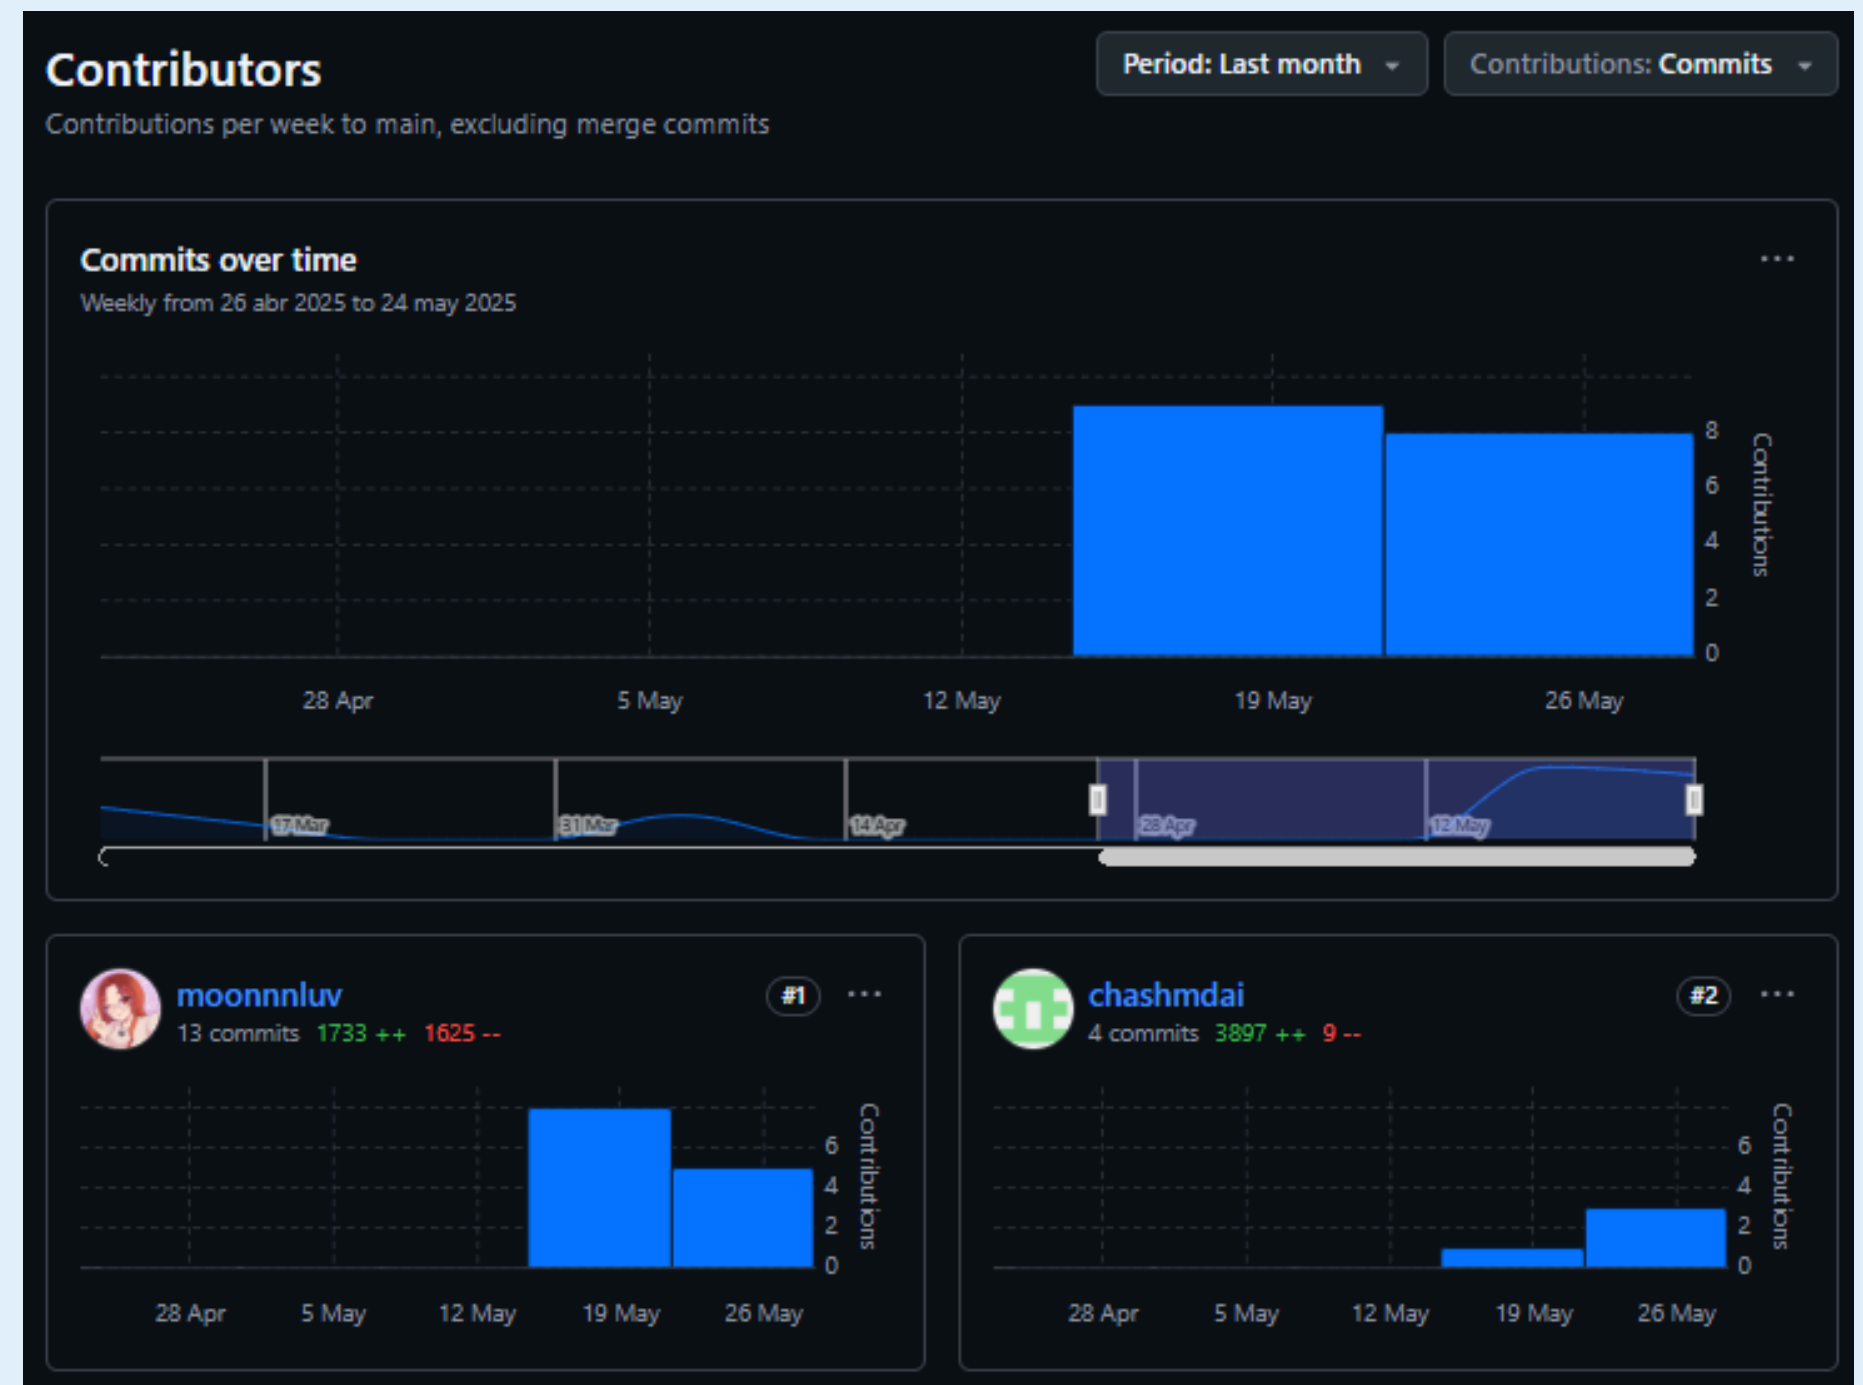 Contributors
Period: Last month
Contributions: Commits
Contributions per week to main, excluding merge commits
Commits over time
Weekly from 26 abr 2025 to 24 may 2025
8
6
4
2
0
Contributions
28 Apr 5 May 12 May 19 May 26 May
17 Mar 31 Mar 14 Apr 28 Apr 12 May
moonnnluv #1
13 commits 1733 ++ 1625 --
6
4
2
0
Contributions
28 Apr 5 May 12 May 19 May 26 May
chashmdai #2
4 commits 3897 ++ 9 --
6
4
2
0
Contributions
28 Apr 5 May 12 May 19 May 26 May